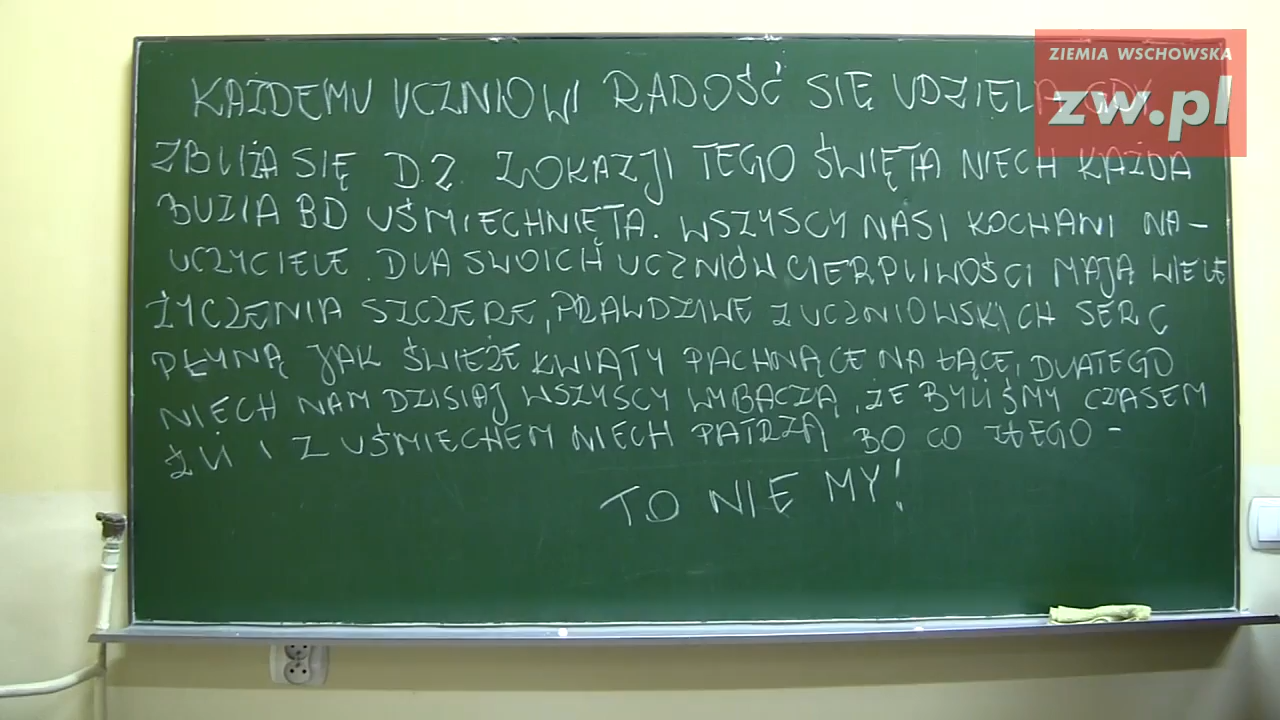 ZIEMIA WSCHOWSKA
zw.pl
KAŻDEMU UCZNIOWI RADOŚĆ SIĘ UDZIELA GDY
ZBLIŻA SIĘ D.Z. Z OKAZJI TEGO ŚWIĘTA NIECH KAŻDA
BUZIA BD UŚMIECHNIĘTA. WSZYSCY NASI KOCHANI NA-
UCZYCIELE DLA SWOICH UCZNIÓW CIERPLIWOŚCI MAJĄ WIELE
ŻYCZENIA SZCZERE, PRAWDZIWE Z UCZNIOWSKICH SERC
PŁYNĄ JAK ŚWIEŻE KWIATY PACHNĄCE NA ŁĄCE, DLATEGO
NIECH NAM DZISIAJ WSZYSCY WYBACZĄ, ŻE BYLIŚMY CZASEM
ŹLI I Z UŚMIECHEM NIECH PATRZĄ BO CO ZŁEGO -
TO NIE MY!